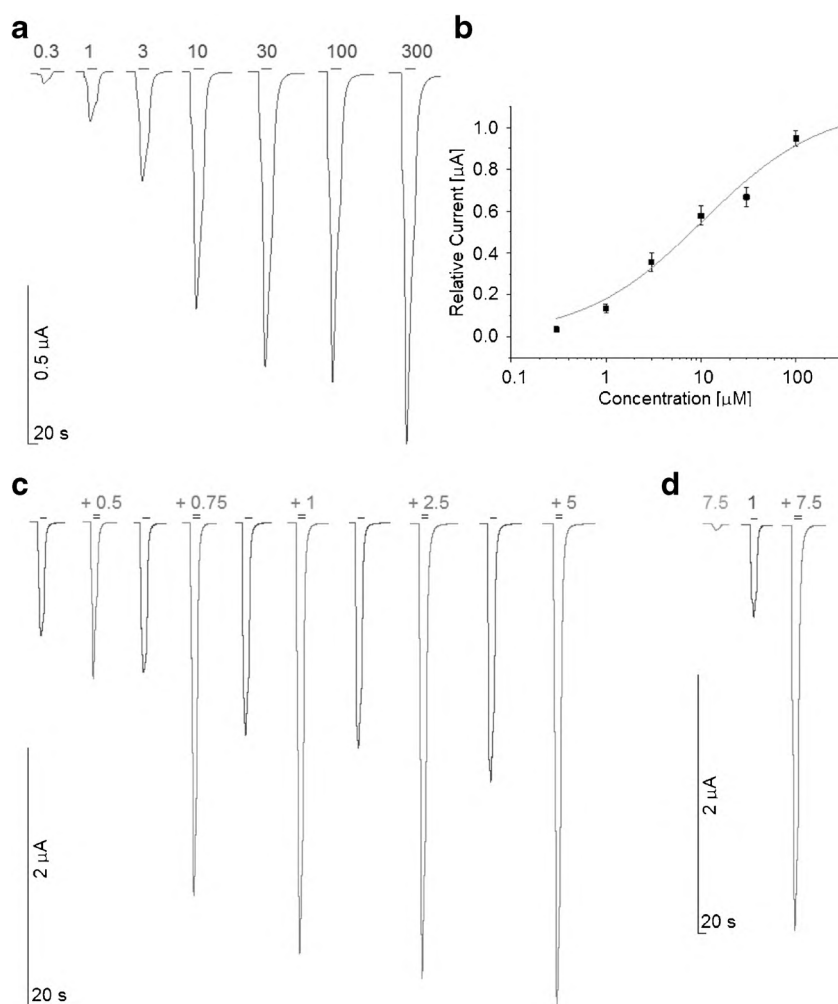 a
0.3 1 3 10 30 100 300
0.5 µA
20 s
b
Relative Current [µA]
1.0
0.8
0.6
0.4
0.2
0.0
0.1 1 10 100
Concentration [µM]
c
+ 0.5 + 0.75 + 1 + 2.5 + 5
2 µA
20 s
d
7.5 1 + 7.5
2 µA
20 s